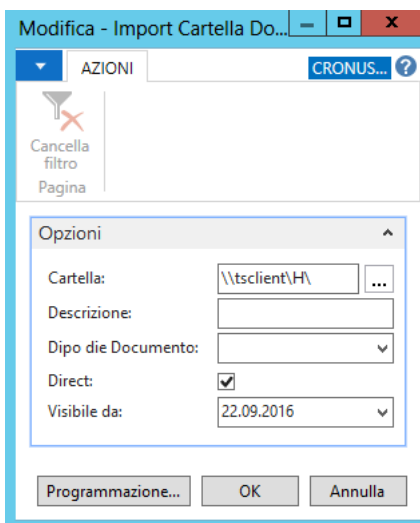 Modifica - Import Cartella Do...
AZIONI
CRONUS...
?
Cancella
filtro
Pagina
Opzioni
Cartella: \\tsclient\H\ ...
Descrizione:
Dipo die Documento:
Direct:
Visibile da: 22.09.2016
Programmazione... OK Annulla